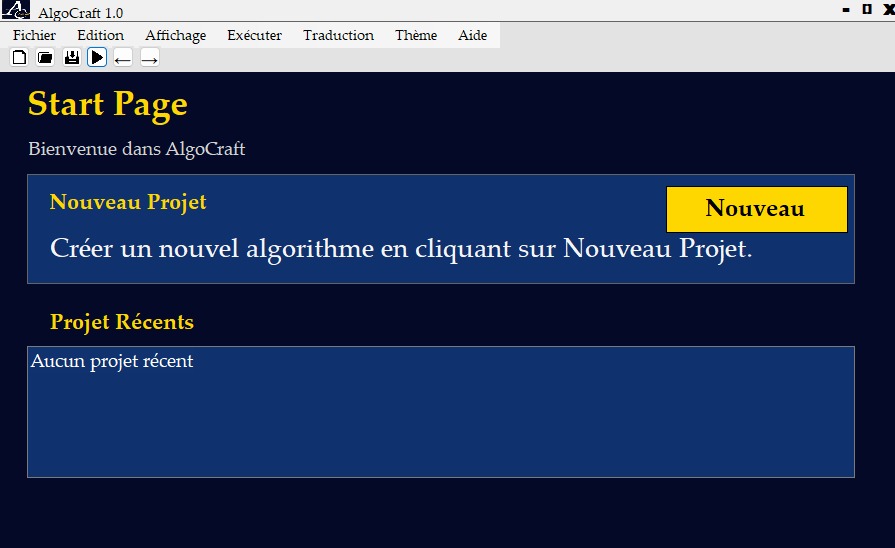 AlgoCraft 1.0
Fichier Edition Affichage Exécuter Traduction Thème Aide
Start Page
Bienvenue dans AlgoCraft
Nouveau Projet
Nouveau
Créer un nouvel algorithme en cliquant sur Nouveau Projet.
Projet Récents
Aucun projet récent